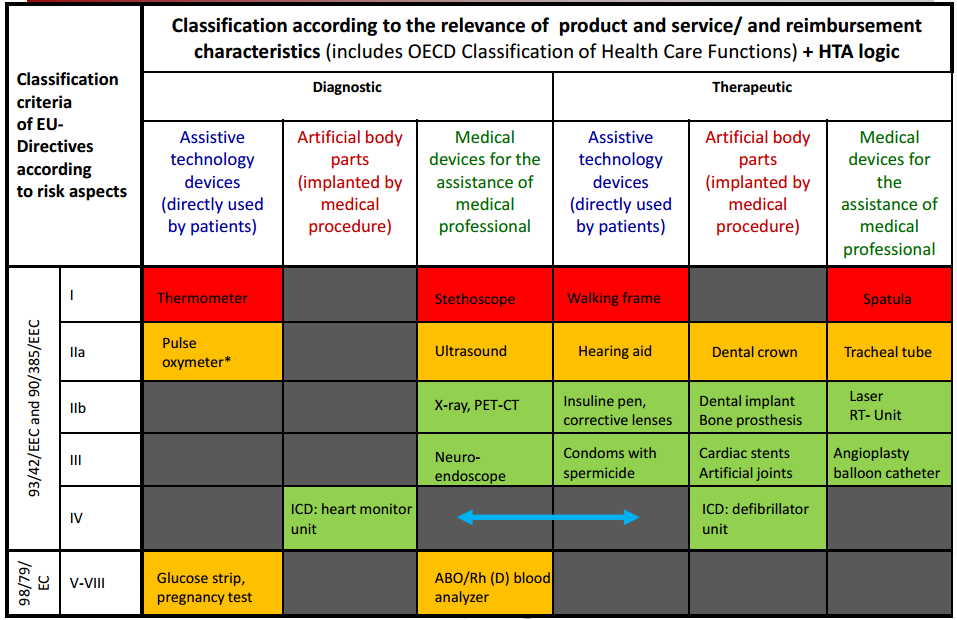 Classification according to the relevance of product and service/ and reimbursement
characteristics (includes OECD Classification of Health Care Functions) + HTA logic
Classification
criteria
of EU-
Directives
according
to risk aspects
Diagnostic
Therapeutic
Assistive
technology
devices
(directly used
by patients)
Artificial body
parts
(implanted by
medical
procedure)
Medical
devices for the
assistance of
medical
professional
Assistive
technology
devices
(directly used
by patients)
Artificial body
parts
(implanted by
medical
procedure)
Medical
devices for
the
assistance of
medical
professional
93/42/EEC and 90/385/EEC
I
Thermometer
Stethoscope
Walking frame
Spatula
IIa
Pulse
oxymeter*
Ultrasound
Hearing aid
Dental crown
Tracheal tube
IIb
X-ray, PET-CT
Insuline pen,
corrective lenses
Dental implant
Bone prosthesis
Laser
RT- Unit
III
Neuro-
endoscope
Condoms with
spermicide
Cardiac stents
Artificial joints
Angioplasty
balloon catheter
IV
ICD: heart monitor
unit
ICD: defibrillator
unit
98/79/
EC
V-VIII
Glucose strip,
pregnancy test
ABO/Rh (D) blood
analyzer